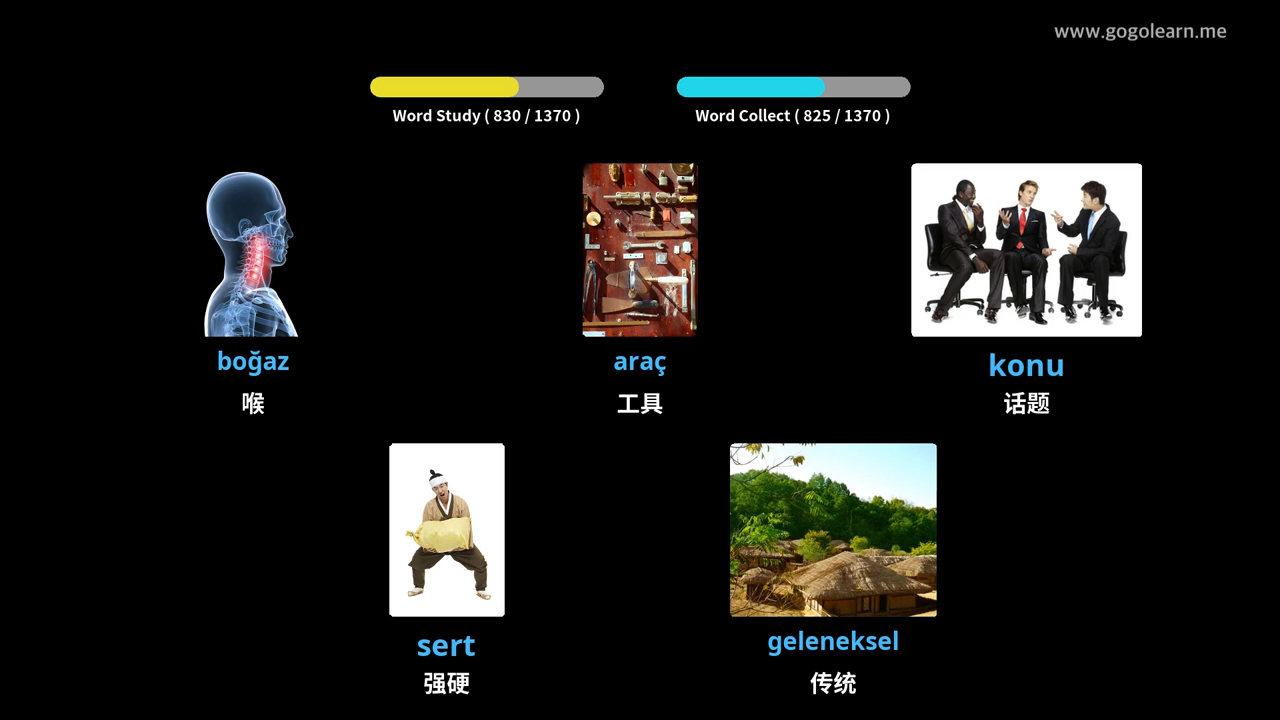 www.gogolearn.me
Word Study ( 830 / 1370 )
Word Collect ( 825 / 1370 )
boğaz
喉
araç
工具
konu
话题
sert
强硬
geleneksel
传统